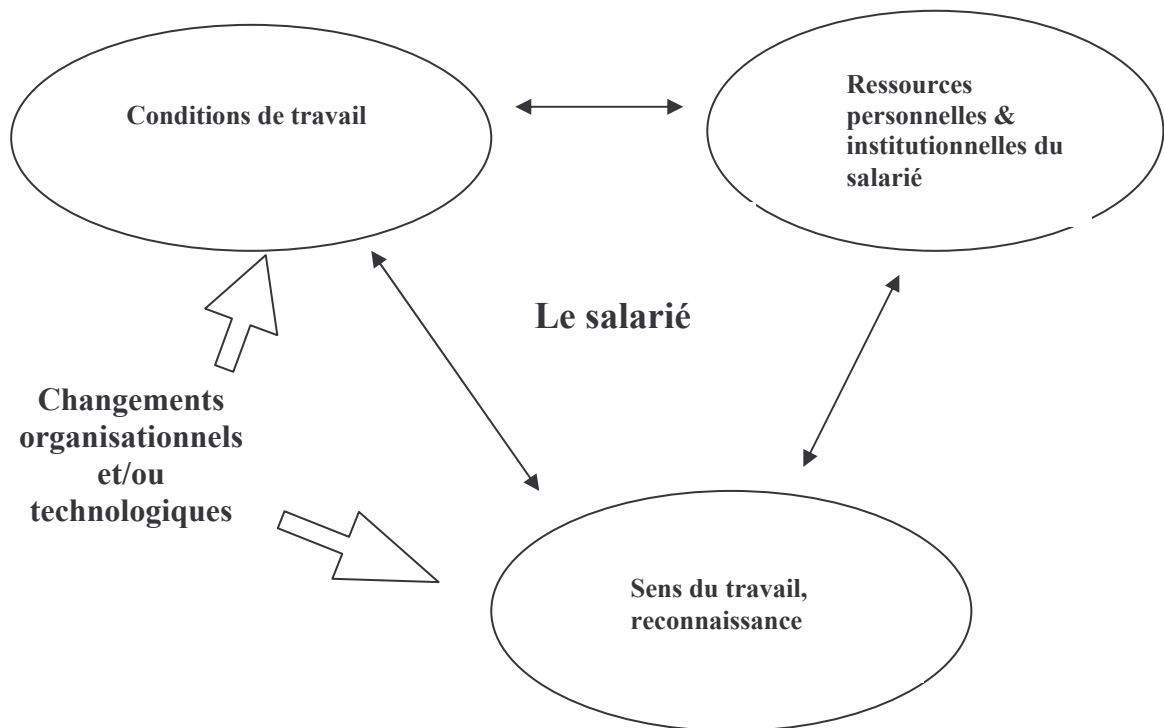 Conditions de travail
Ressources
personnelles &
institutionnelles du
salarié
Le salarié
Changements
organisationnels
et/ou
technologiques
Sens du travail,
reconnaissance